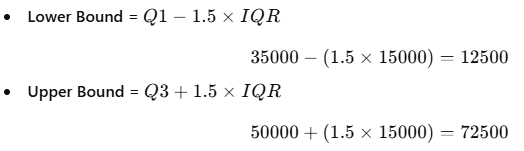 • Lower Bound = Q1 − 1.5 × IQR
35000 − (1.5 × 15000) = 12500
• Upper Bound = Q3 + 1.5 × IQR
50000 + (1.5 × 15000) = 72500